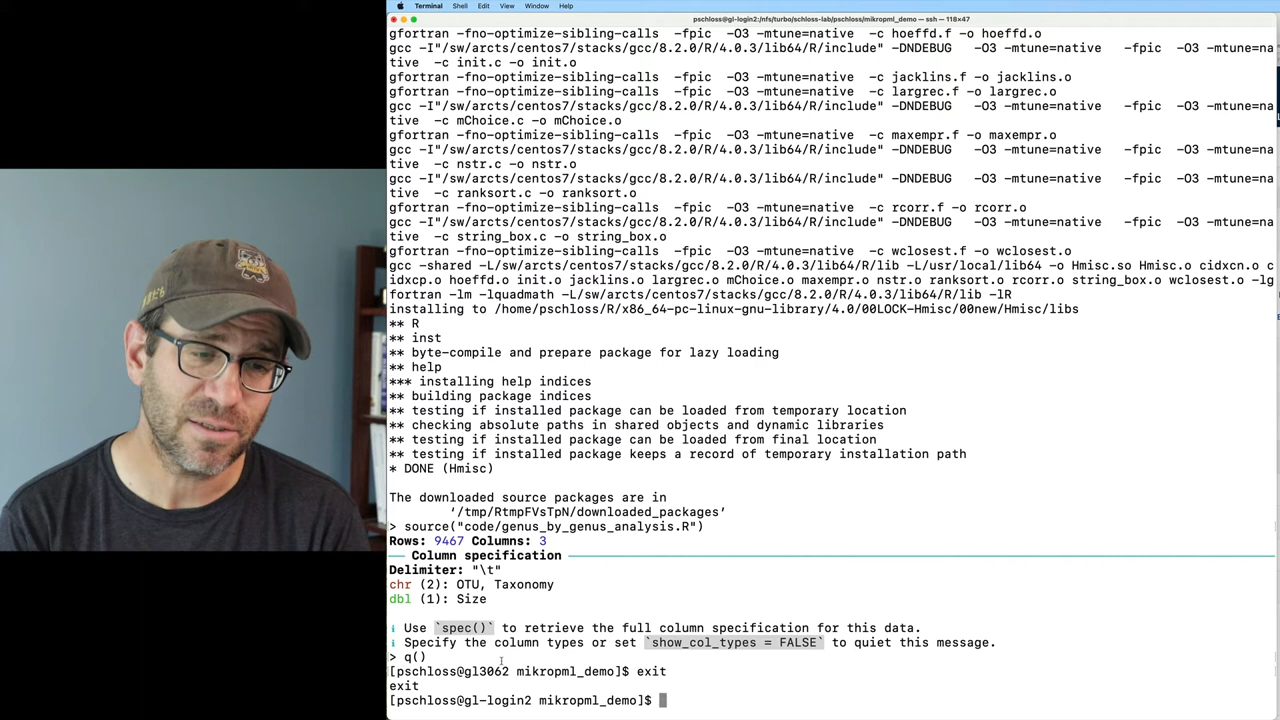 Terminal Shell Edit View Window Help
pschloss@gl-login2:/nfs/turbo/schloss-lab/pschloss/mikropml_demo — ssh — 118×47
gfortran -fno-optimize-sibling-calls  -fpic  -O3 -mtune=native  -c hoeffd.f -o hoeffd.o
gcc -I"/sw/arcts/centos7/stacks/gcc/8.2.0/R/4.0.3/lib64/R/include" -DNDEBUG   -O3 -mtune=native   -fpic  -O3 -mtune=na
tive  -c init.c -o init.o
gfortran -fno-optimize-sibling-calls  -fpic  -O3 -mtune=native  -c jacklins.f -o jacklins.o
gfortran -fno-optimize-sibling-calls  -fpic  -O3 -mtune=native  -c largrec.f -o largrec.o
gcc -I"/sw/arcts/centos7/stacks/gcc/8.2.0/R/4.0.3/lib64/R/include" -DNDEBUG   -O3 -mtune=native   -fpic  -O3 -mtune=na
tive  -c mChoice.c -o mChoice.o
gfortran -fno-optimize-sibling-calls  -fpic  -O3 -mtune=native  -c maxempr.f -o maxempr.o
gcc -I"/sw/arcts/centos7/stacks/gcc/8.2.0/R/4.0.3/lib64/R/include" -DNDEBUG   -O3 -mtune=native   -fpic  -O3 -mtune=na
tive  -c nstr.c -o nstr.o
gcc -I"/sw/arcts/centos7/stacks/gcc/8.2.0/R/4.0.3/lib64/R/include" -DNDEBUG   -O3 -mtune=native   -fpic  -O3 -mtune=na
tive  -c ranksort.c -o ranksort.o
gfortran -fno-optimize-sibling-calls  -fpic  -O3 -mtune=native  -c rcorr.f -o rcorr.o
gcc -I"/sw/arcts/centos7/stacks/gcc/8.2.0/R/4.0.3/lib64/R/include" -DNDEBUG   -O3 -mtune=native   -fpic  -O3 -mtune=na
tive  -c string_box.c -o string_box.o
gfortran -fno-optimize-sibling-calls  -fpic  -O3 -mtune=native  -c wclosest.f -o wclosest.o
gcc -shared -L/sw/arcts/centos7/stacks/gcc/8.2.0/R/4.0.3/lib64/R/lib -L/usr/local/lib64 -o Hmisc.so Hmisc.o cidxcn.o c
idxcp.o hoeffd.o init.o jacklins.o largrec.o mChoice.o maxempr.o nstr.o ranksort.o rcorr.o string_box.o wclosest.o -lg
fortran -lm -lquadmath -L/sw/arcts/centos7/stacks/gcc/8.2.0/R/4.0.3/lib64/R/lib -lR
installing to /home/pschloss/R/x86_64-pc-linux-gnu-library/4.0/00LOCK-Hmisc/00new/Hmisc/libs
** R
** inst
** byte-compile and prepare package for lazy loading
** help
*** installing help indices
** building package indices
** testing if installed package can be loaded from temporary location
** checking absolute paths in shared objects and dynamic libraries
** testing if installed package can be loaded from final location
** testing if installed package keeps a record of temporary installation path
* DONE (Hmisc)
The downloaded source packages are in
‘/tmp/RtmpFVsTpN/downloaded_packages’
> source("code/genus_by_genus_analysis.R")
Rows: 9467 Columns: 3
Column specification
Delimiter: "\t"
chr (2): OTU, Taxonomy
dbl (1): Size
ℹ Use `spec()` to retrieve the full column specification for this data.
ℹ Specify the column types or set `show_col_types = FALSE` to quiet this message.
> q()
[pschloss@gl3062 mikropml_demo]$ exit
exit
[pschloss@gl-login2 mikropml_demo]$